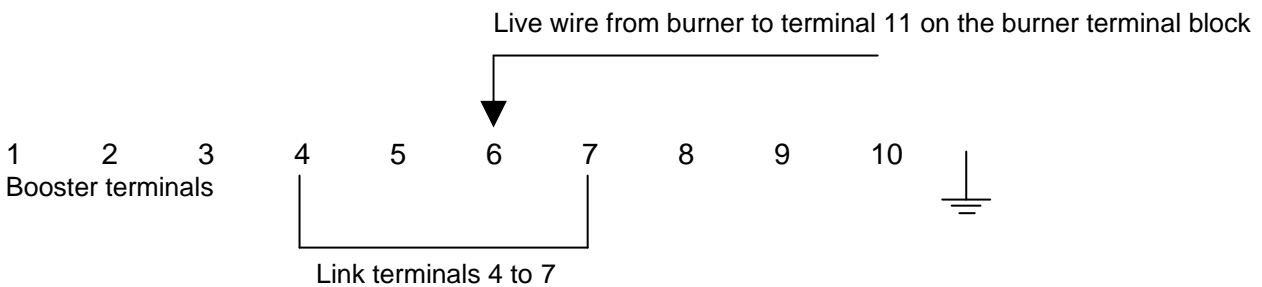 Live wire from burner to terminal 11 on the burner terminal block
1 2 3 4 5 6 7 8 9 10
Booster terminals
Link terminals 4 to 7